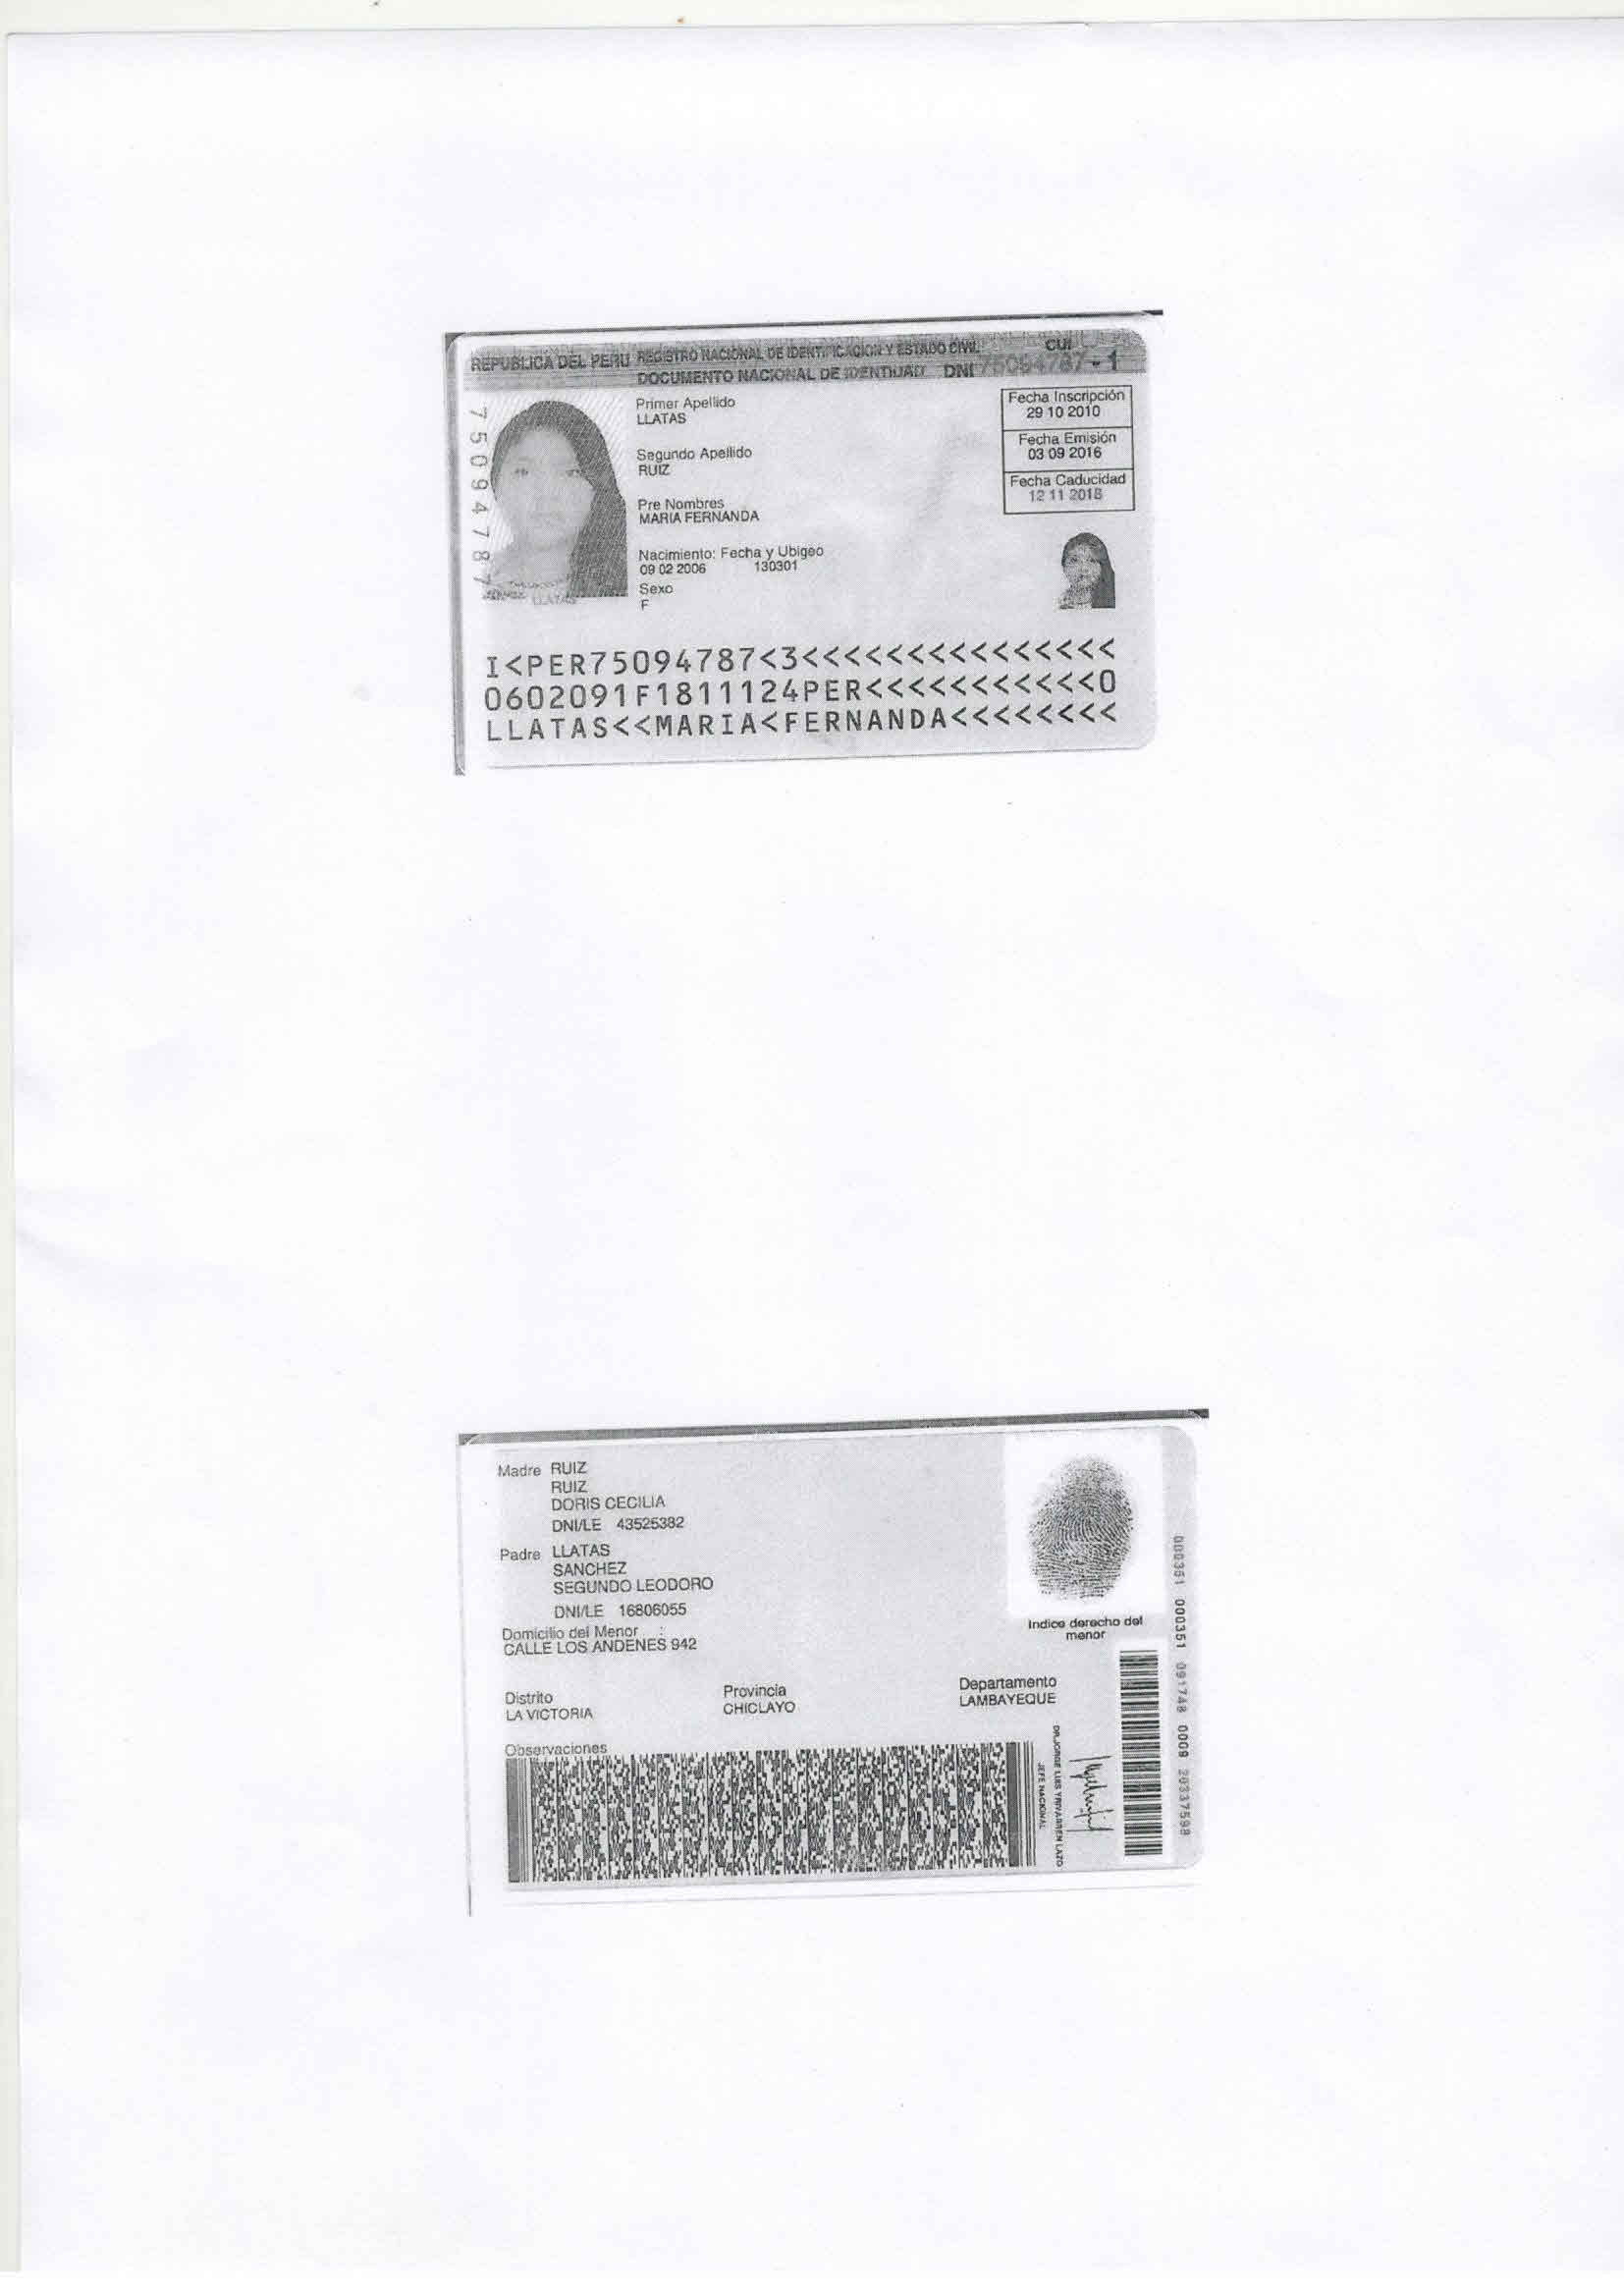 REPUBLICA DEL PERU REGISTRO NACIONAL DE IDENTIFICACION Y ESTADO CIVIL
CUI
DOCUMENTO NACIONAL DE IDENTIDAD DNI 75094787 - 1
75094787
Primer Apellido
LLATAS
Segundo Apellido
RUIZ
Pre Nombres
MARIA FERNANDA
Nacimiento: Fecha y Ubigeo
09 02 2006 130301
Sexo
F
Fecha Inscripción
29 10 2010
Fecha Emisión
03 09 2016
Fecha Caducidad
12 11 2018
LLATAS
I<PER75094787<3<<<<<<<<<<<<<<<
0602091F1811124PER<<<<<<<<<<<0
LLATAS<<MARIA<FERNANDA<<<<<<<<
Madre RUIZ
RUIZ
DORIS CECILIA
DNI/LE 43525382
Padre LLATAS
SANCHEZ
SEGUNDO LEODORO
DNI/LE 16806055
Domicilio del Menor :
CALLE LOS ANDENES 942
Indice derecho del
menor
Distrito
LA VICTORIA
Provincia
CHICLAYO
Departamento
LAMBAYEQUE
Observaciones
DR. JORGE LUIS YRIVARREN LAZO
JEFE NACIONAL
000351 000351 091748 0009 20337598